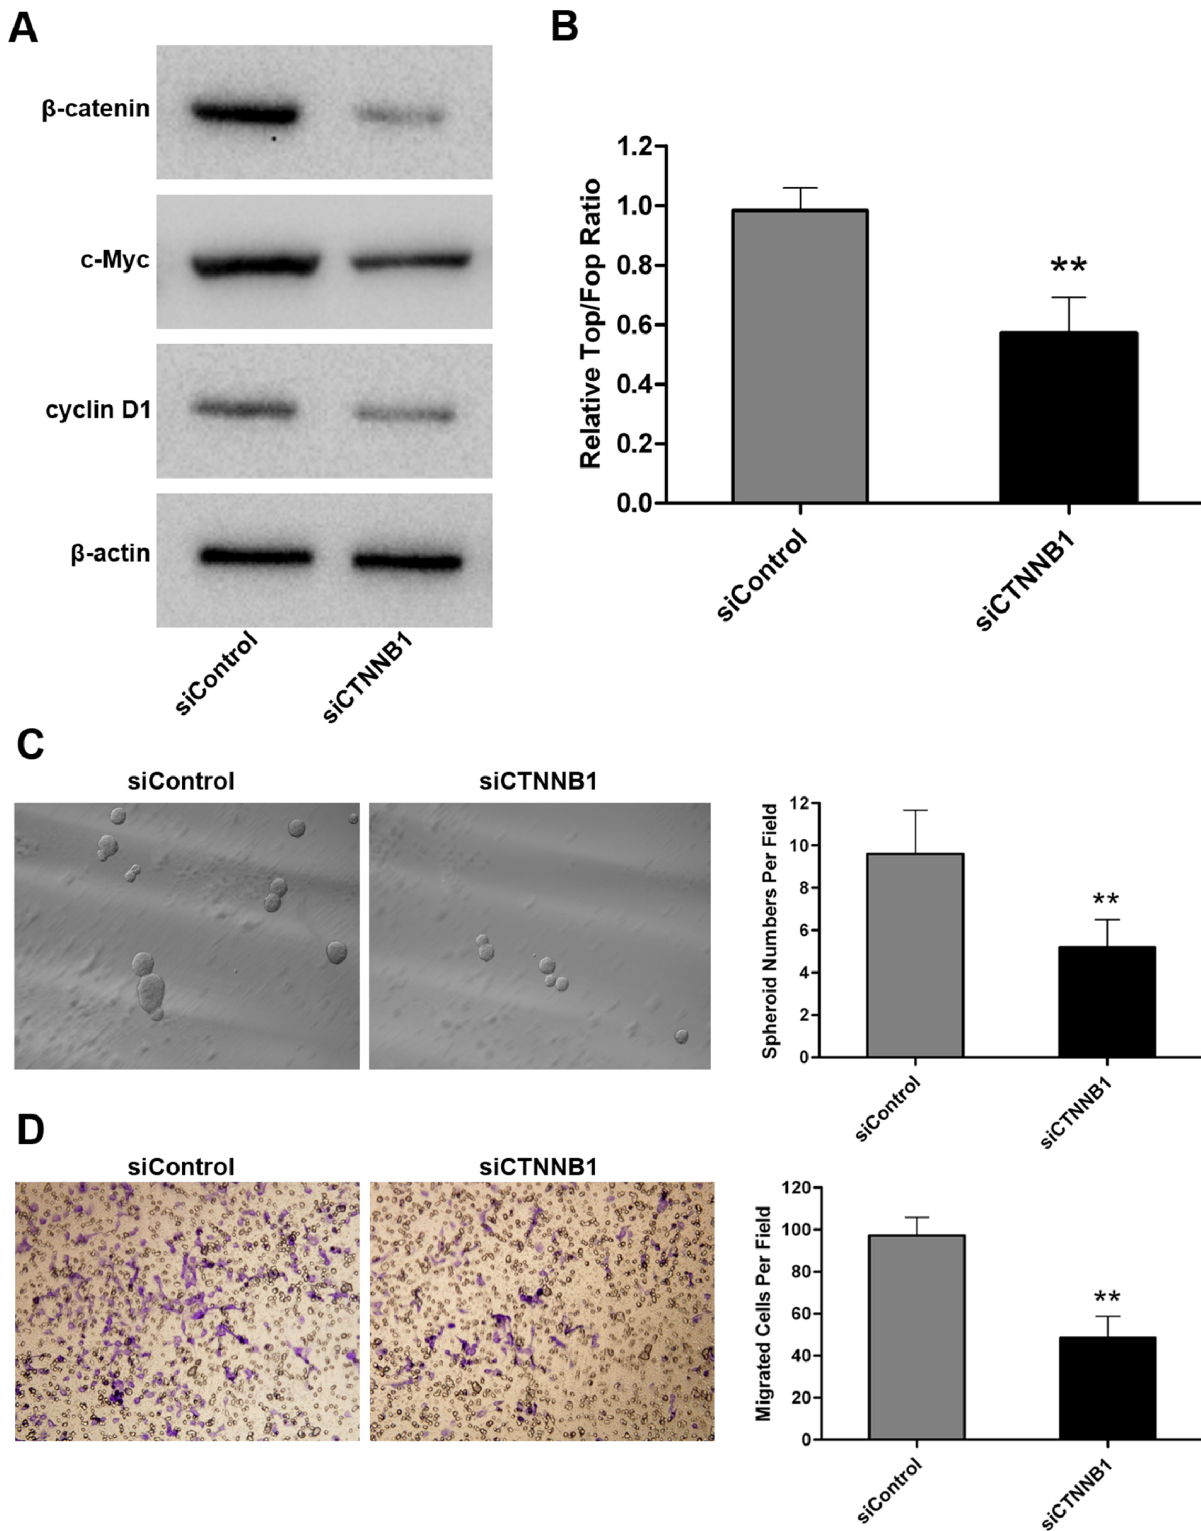 A
β-catenin
c-Myc
cyclin D1
β-actin
siControl
siCTNNB1
B
Relative Top/Fop Ratio
1.2
1.0
0.8
0.6
0.4
0.2
0.0
**
siControl
siCTNNB1
C
siControl
siCTNNB1
Spheroid Numbers Per Field
12
10
8
6
4
2
0
**
siControl
siCTNNB1
D
siControl
siCTNNB1
Migrated Cells Per Field
120
100
80
60
40
20
0
**
siControl
siCTNNB1